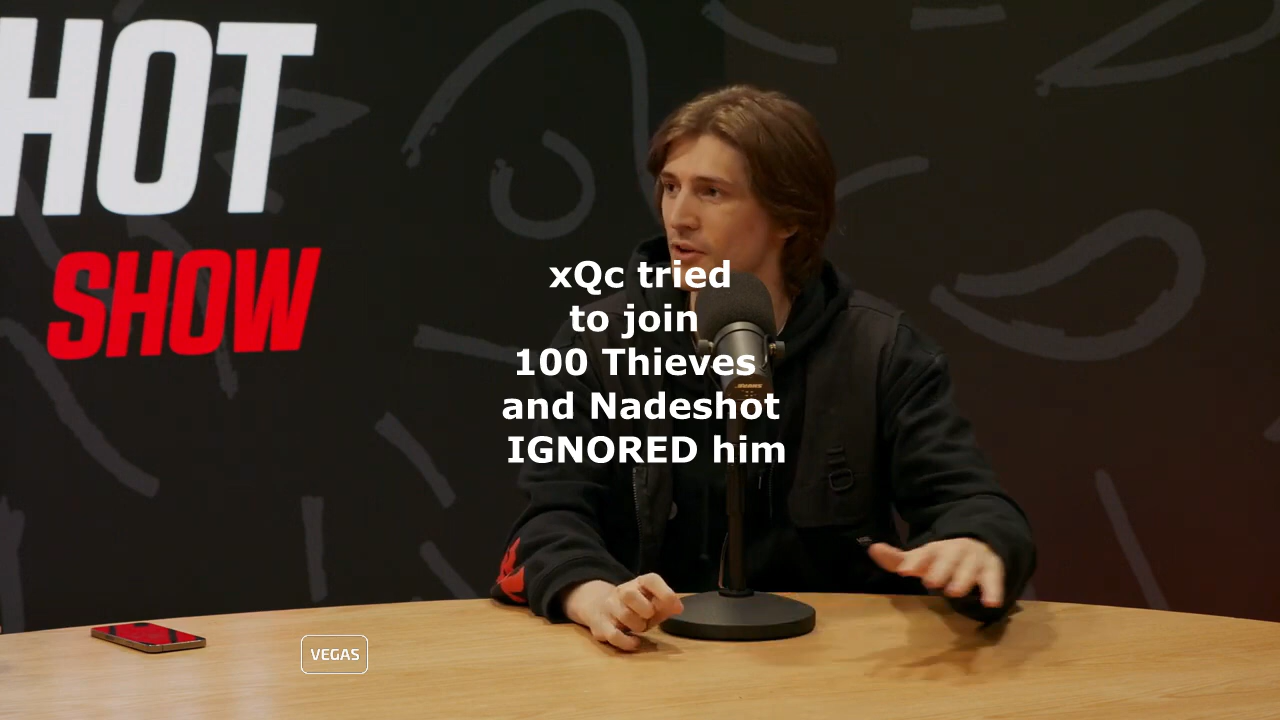 HOT
SHOW
xQc tried
to join
100 Thieves
and Nadeshot
IGNORED him
VEGAS